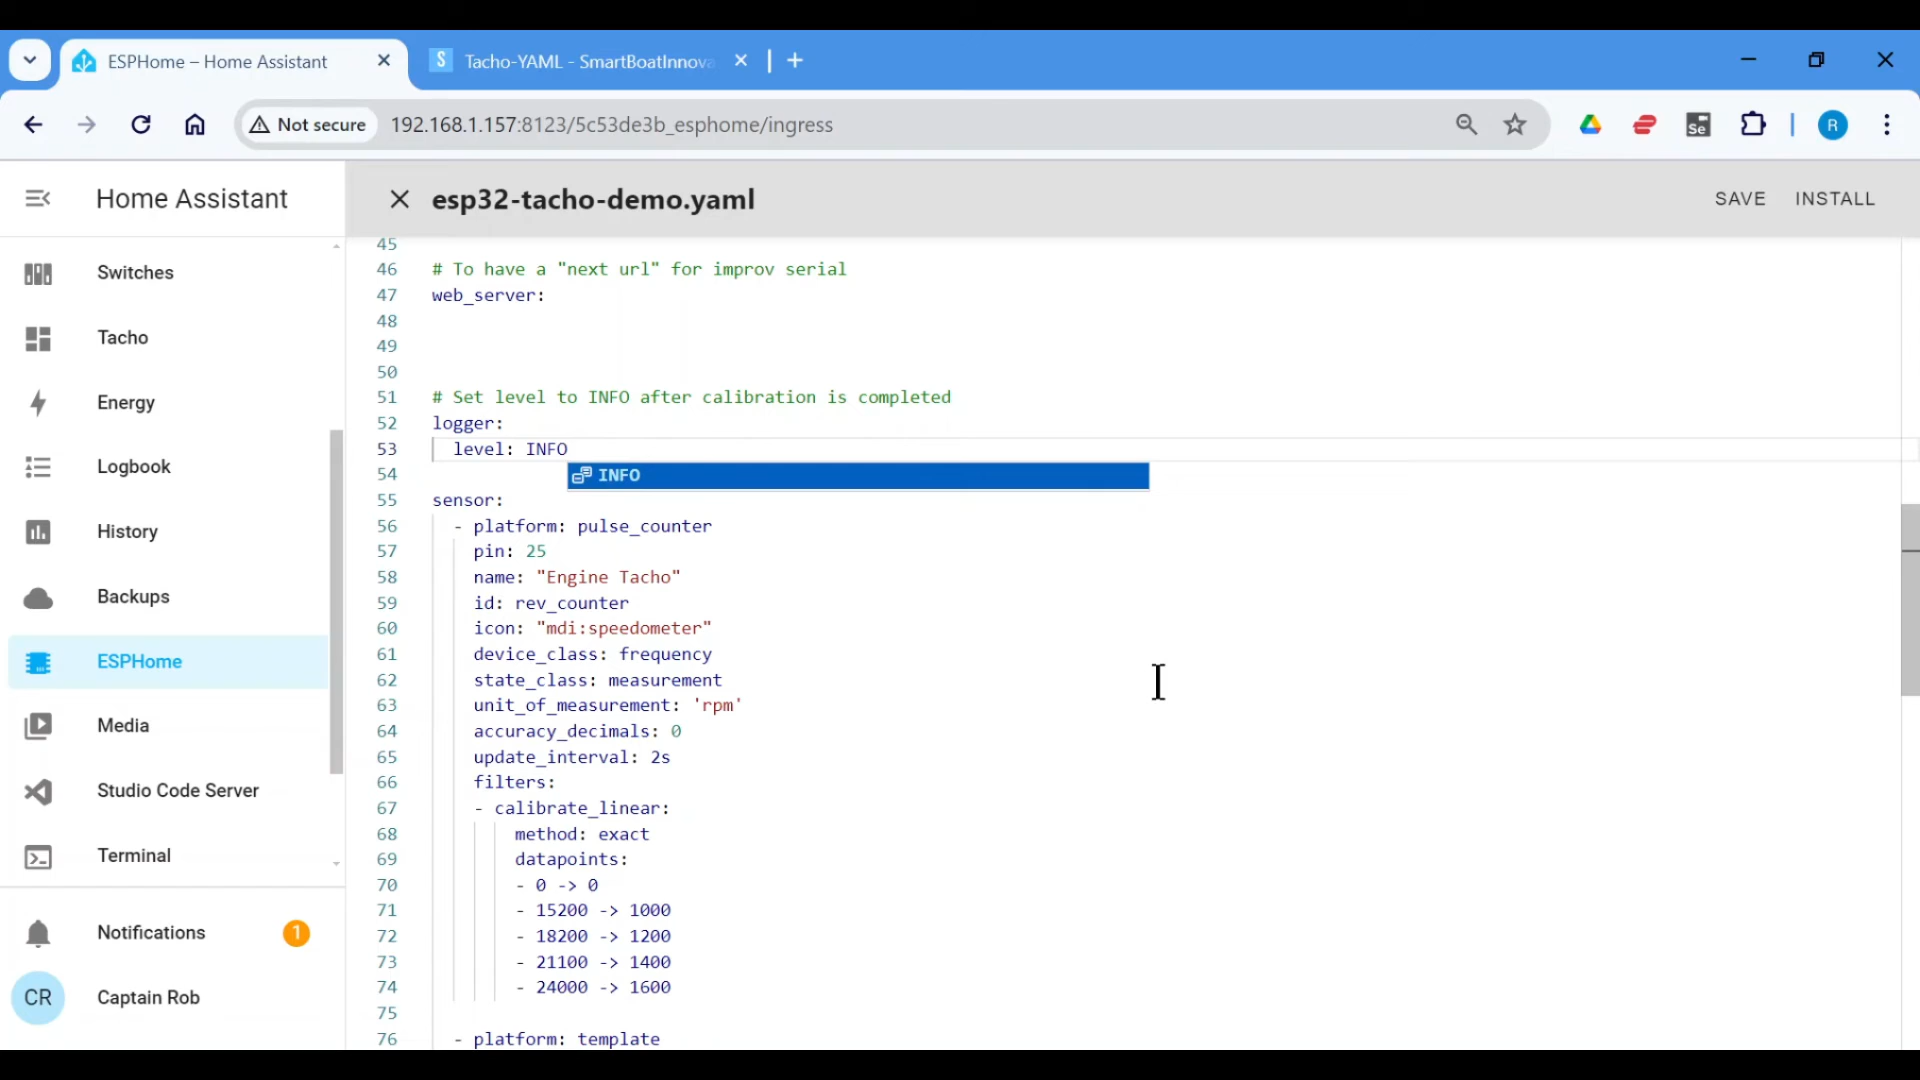 ESPHome – Home Assistant
Tacho-YAML - SmartBoatInnova
Not secure
192.168.1.157:8123/5c53de3b_esphome/ingress
Se
R
Home Assistant
esp32-tacho-demo.yaml
SAVE
INSTALL
Switches
Tacho
Energy
Logbook
History
Backups
ESPHome
Media
Studio Code Server
Terminal
Notifications
1
CR
Captain Rob
45
46 # To have a "next url" for improv serial
47 web_server:
48
49
50
51 # Set level to INFO after calibration is completed
52 logger:
53   level: INFO
INFO
54
55 sensor:
56   - platform: pulse_counter
57     pin: 25
58     name: "Engine Tacho"
59     id: rev_counter
60     icon: "mdi:speedometer"
61     device_class: frequency
62     state_class: measurement
63     unit_of_measurement: 'rpm'
64     accuracy_decimals: 0
65     update_interval: 2s
66     filters:
67     - calibrate_linear:
68         method: exact
69         datapoints:
70         - 0 -> 0
71         - 15200 -> 1000
72         - 18200 -> 1200
73         - 21100 -> 1400
74         - 24000 -> 1600
75
76   - platform: template